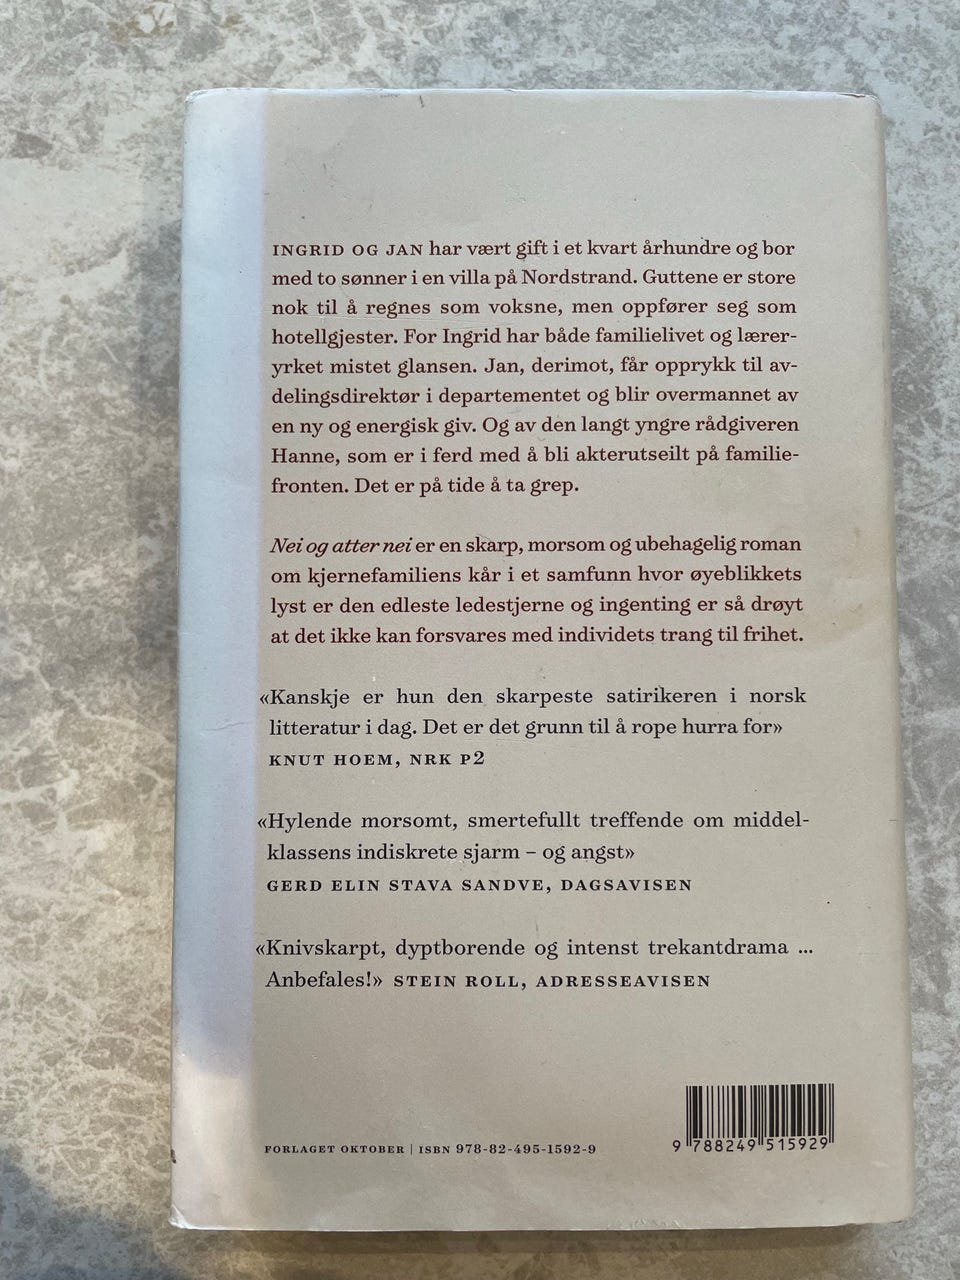 INGRID OG JAN har vært gift i et kvart århundre og bor
med to sønner i en villa på Nordstrand. Guttene er store
nok til å regnes som voksne, men oppfører seg som
hotellgjester. For Ingrid har både familielivet og lærer-
yrket mistet glansen. Jan, derimot, får opprykk til av-
delingsdirektør i departementet og blir overmannet av
en ny og energisk giv. Og av den langt yngre rådgiveren
Hanne, som er i ferd med å bli akterutseilt på familie-
fronten. Det er på tide å ta grep.
Nei og atter nei er en skarp, morsom og ubehagelig roman
om kjernefamiliens kår i et samfunn hvor øyeblikkets
lyst er den edleste ledestjerne og ingenting er så drøyt
at det ikke kan forsvares med individets trang til frihet.
«Kanskje er hun den skarpeste satirikeren i norsk
litteratur i dag. Det er det grunn til å rope hurra for»
KNUT HOEM, NRK P2
«Hylende morsomt, smertefullt treffende om middel-
klassens indiskrete sjarm – og angst»
GERD ELIN STAVA SANDVE, DAGSAVISEN
«Knivskarpt, dyptborende og intenst trekantdrama ...
Anbefales!» STEIN ROLL, ADRESSEAVISEN
FORLAGET OKTOBER | ISBN 978-82-495-1592-9
9 788249 515929